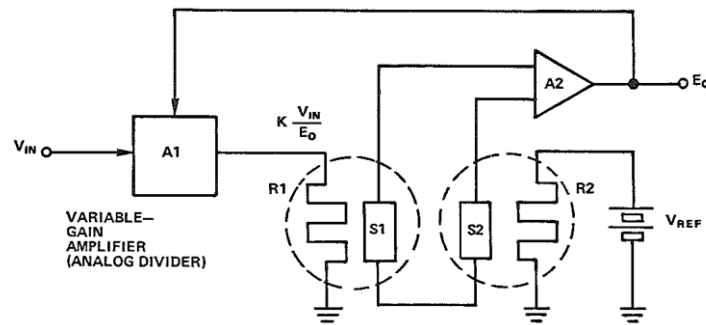 A2
E_O
K V_IN/E_O
V_IN
A1
R1
R2
S1
S2
V_REF
VARIABLE–
GAIN
AMPLIFIER
(ANALOG DIVIDER)